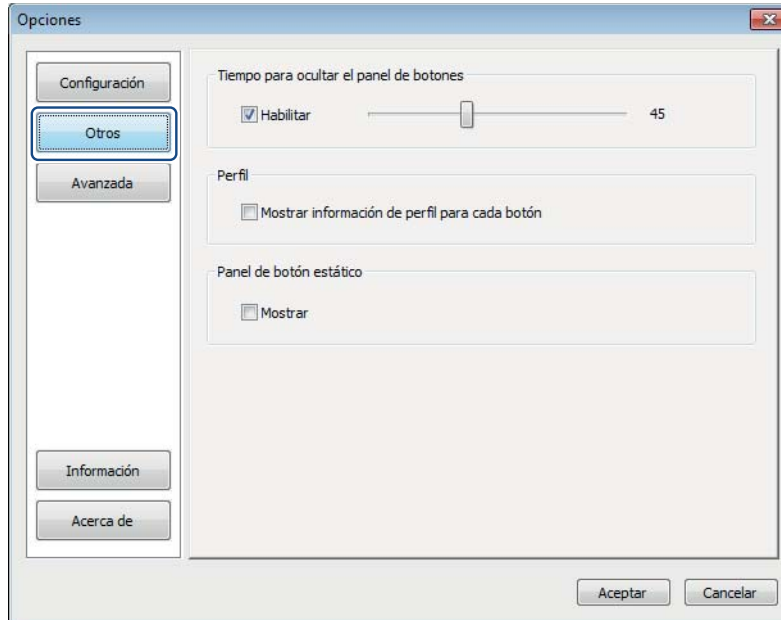 Opciones
Configuración
Otros
Avanzada
Información
Acerca de
Tiempo para ocultar el panel de botones
Habilitar 45
Perfil
Mostrar información de perfil para cada botón
Panel de botón estático
Mostrar
Aceptar Cancelar